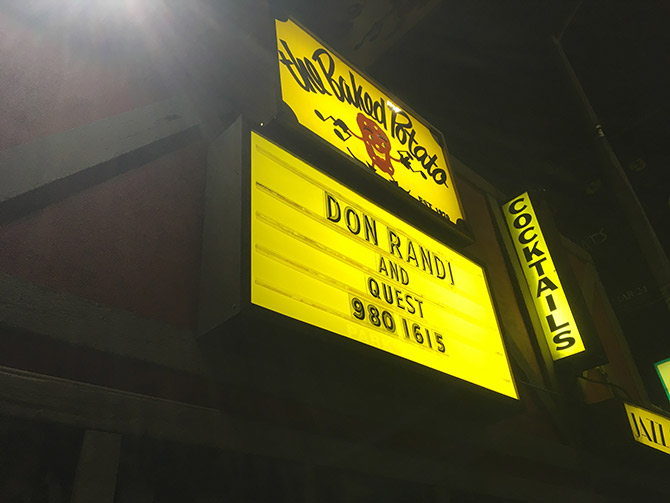 the Baked Potato
DON RANDI
AND
QUEST
980 1615
COCKTAILS